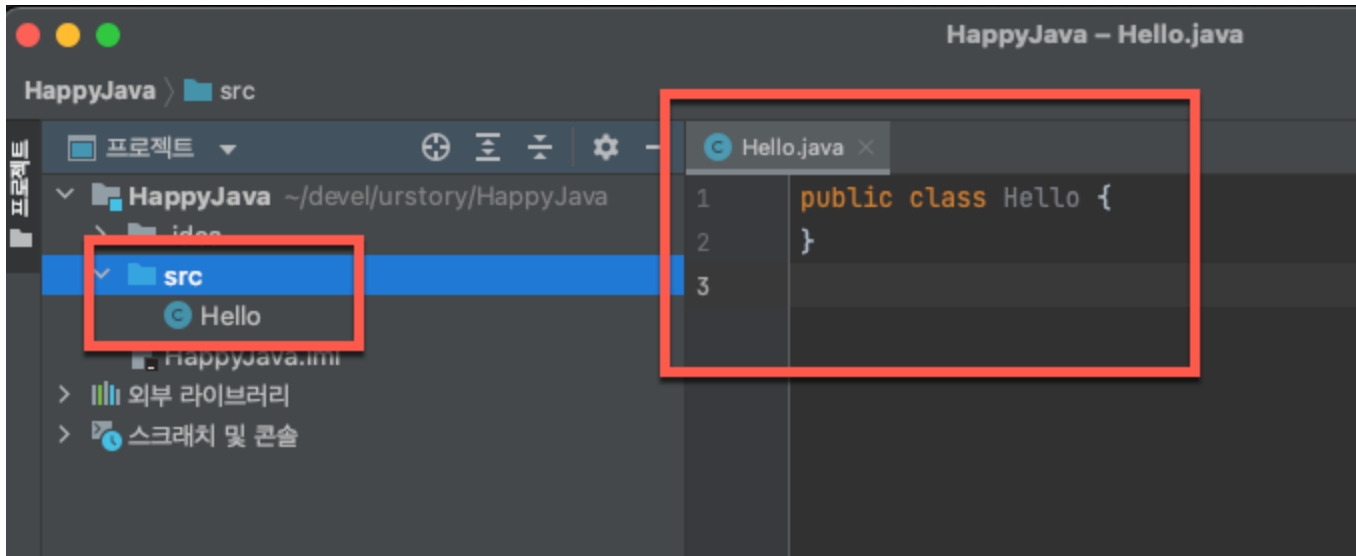 HappyJava – Hello.java
HappyJava 〉 src
프로젝트
프로젝트
HappyJava ~/devel/urstory/HappyJava
.idea
src
Hello
HappyJava.iml
외부 라이브러리
스크래치 및 콘솔
Hello.java
1 public class Hello {
2 }
3